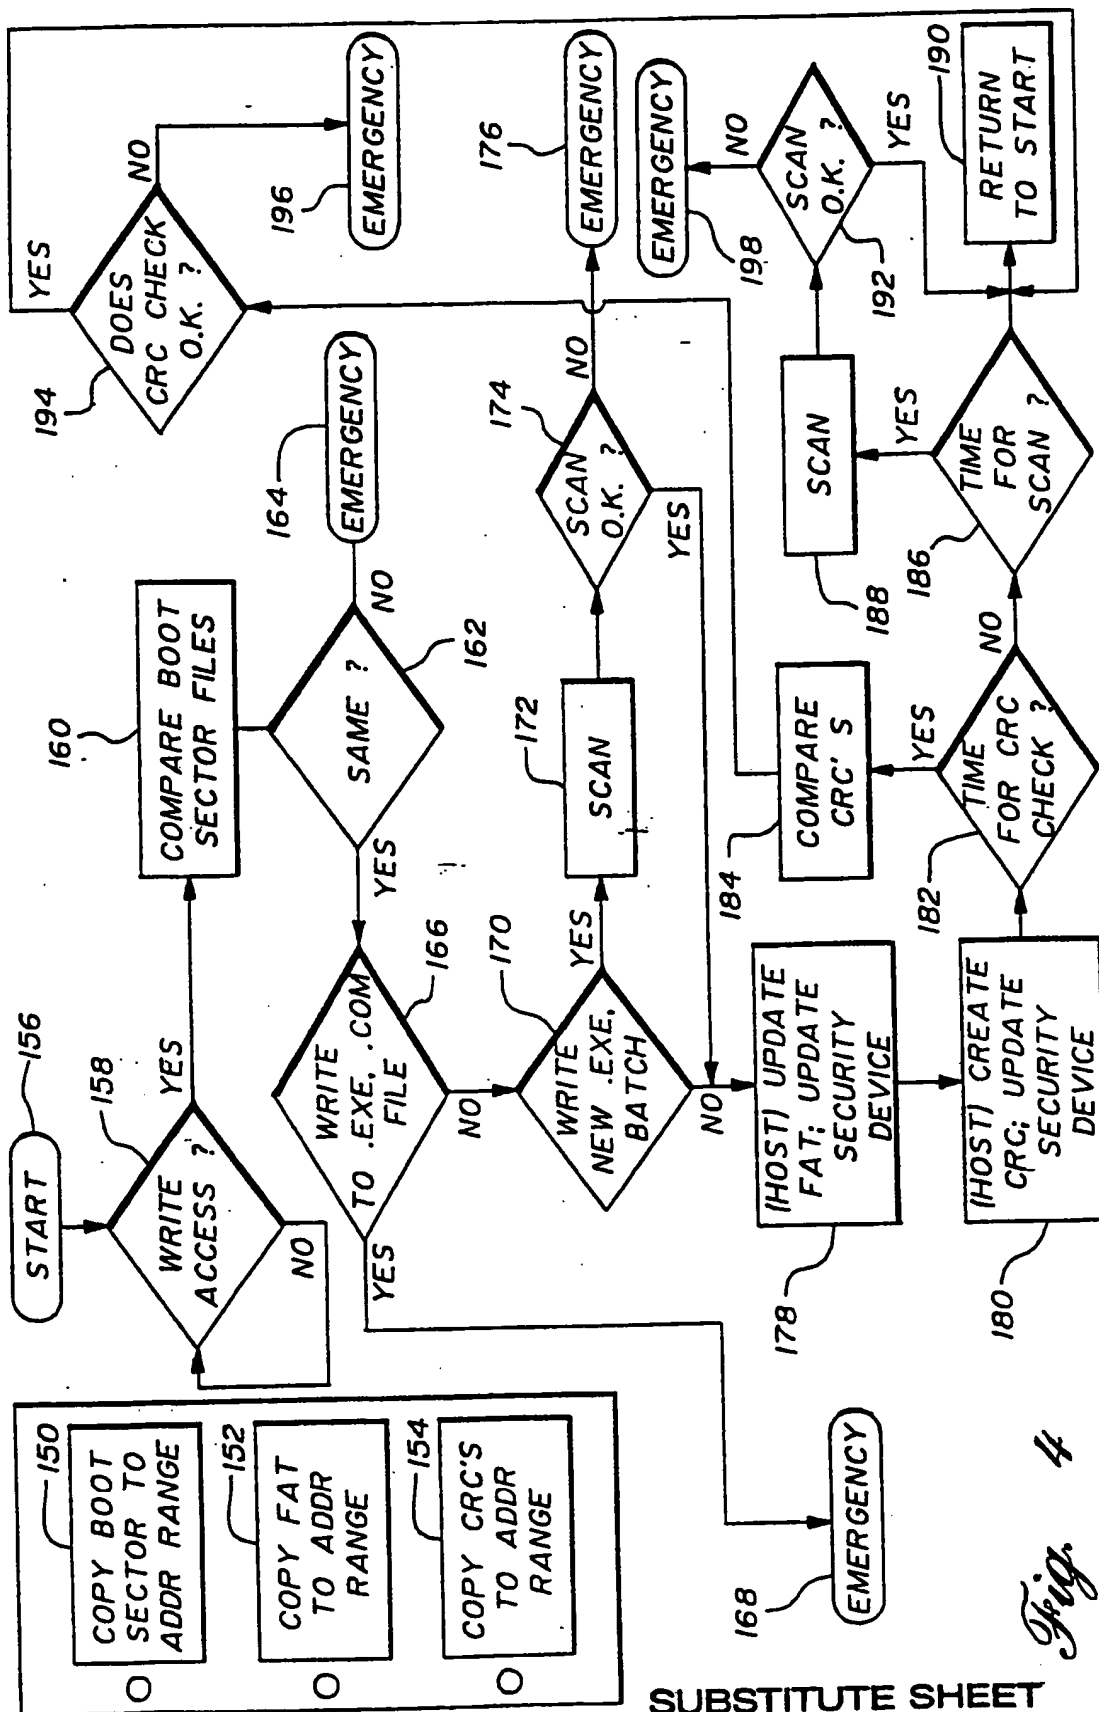 150
COPY BOOT
SECTOR TO
ADDR RANGE
152
COPY FAT
TO ADDR
RANGE
154
COPY CRC'S
TO ADDR
RANGE
START
156
WRITE
ACCESS ?
158
YES
NO
160
COMPARE BOOT
SECTOR FILES
SAME ?
162
NO
YES
164
EMERGENCY
WRITE
TO .EXE, .COM
FILE
166
YES
NO
168
EMERGENCY
WRITE
NEW .EXE,
BATCH
170
YES
NO
172
SCAN
174
SCAN
O.K. ?
NO
YES
176
EMERGENCY
(HOST) UPDATE
FAT; UPDATE
SECURITY
DEVICE
178
(HOST) CREATE
CRC; UPDATE
SECURITY
DEVICE
180
TIME
FOR CRC
CHECK ?
182
YES
NO
184
COMPARE
CRC'S
TIME
FOR
SCAN ?
186
YES
SCAN
188
SCAN
O.K. ?
192
NO
YES
EMERGENCY
198
190
RETURN
TO START
194
DOES
CRC CHECK
O.K. ?
YES
NO
196
EMERGENCY
Fig. 4
SUBSTITUTE SHEET